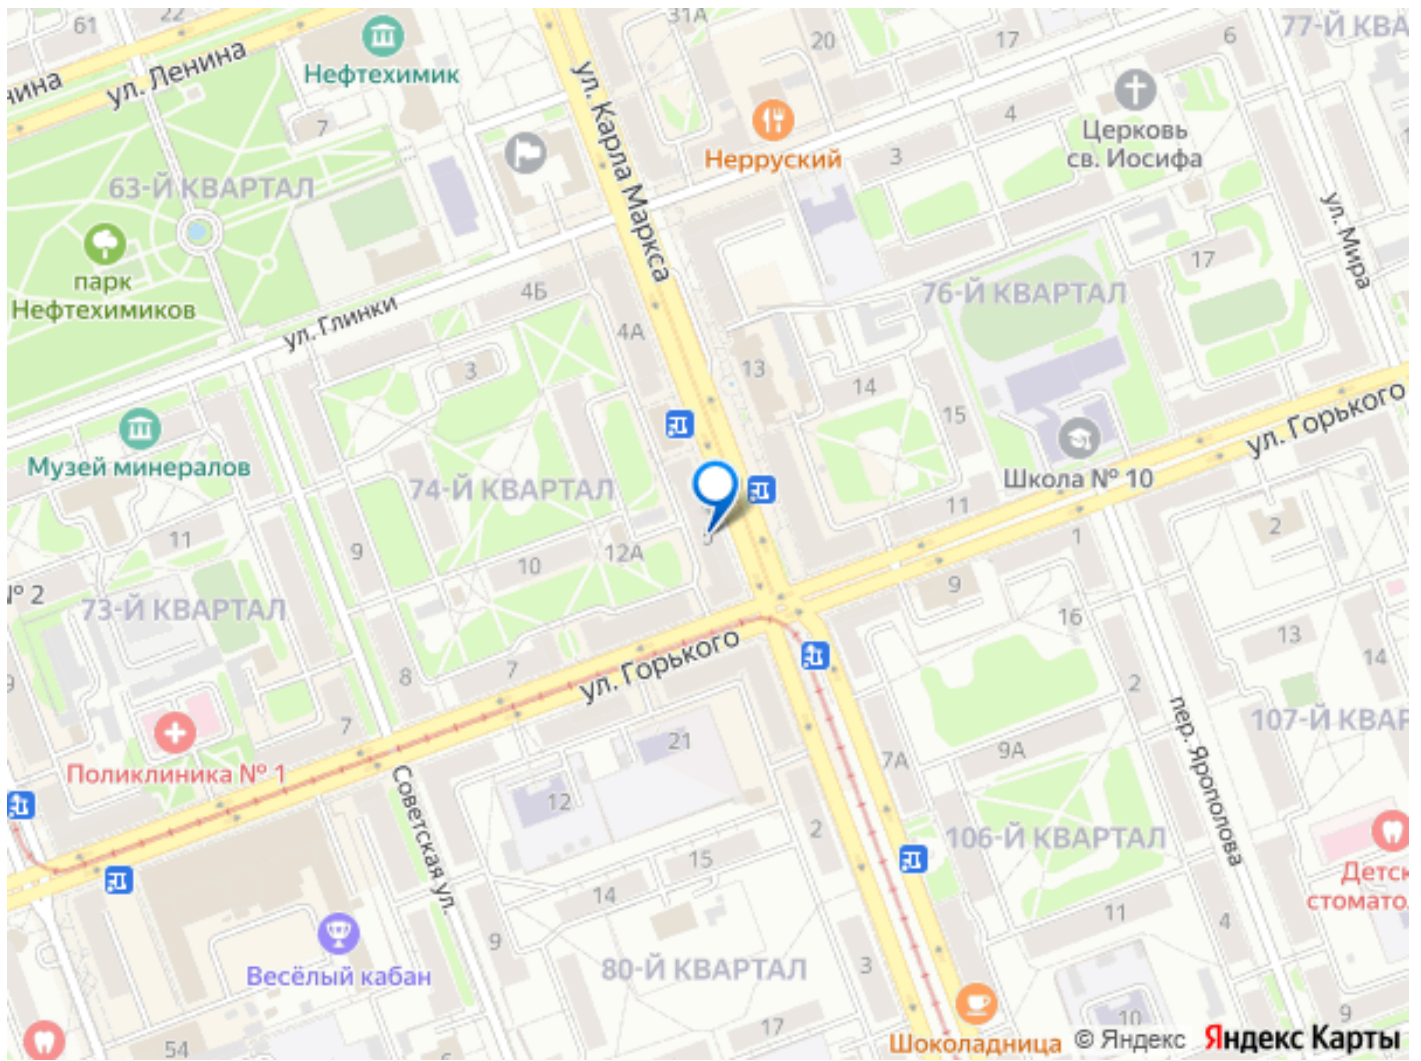 61
22
31А
20
17
6
77-Й КВА
нина
ул. Ленина
Нефтехимик
7
ул. Карла Маркса
4
Нерруский
3
Церковь
св. Иосифа
63-Й КВАРТАЛ
ул. Мира
парк
Нефтехимиков
17
76-Й КВАРТАЛ
4Б
ул. Глинки
4А
3
13
14
15
ул. Горького
Музей минералов
74-Й КВАРТАЛ
Школа № 10
11
11
9
10
12А
1
2
№ 2
73-Й КВАРТАЛ
9
16
13
14
ул. Горького
9
8
7
7
2
21
9А
7А
107-Й КВАР
пер. Ярополова
Поликлиника № 1
Советская ул.
12
2
106-Й КВАРТАЛ
15
14
Детск
стомато
11
4
9
Весёлый кабан
80-Й КВАРТАЛ
3
17
10
9
54
Шоколадница
© Яндекс Яндекс Карты